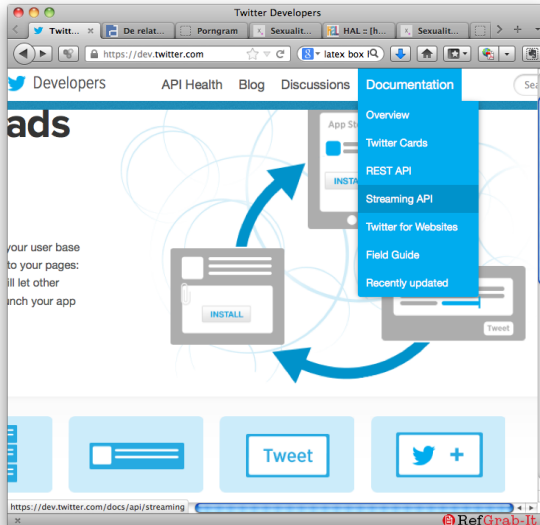 Twitter Developers
Twitt...
De relat...
Porngram
Sexualit...
HAL :: [h...
Sexualit...
https://dev.twitter.com
latex box l
Developers
API Health
Blog
Discussions
Documentation
Sea
ads
App Sto
INSTA
Overview
Twitter Cards
REST API
Streaming API
Twitter for Websites
Field Guide
Recently updated
your user base
to your pages:
ill let other
unch your app
INSTALL
Tweet
Tweet
https://dev.twitter.com/docs/api/streaming
RefGrab-It